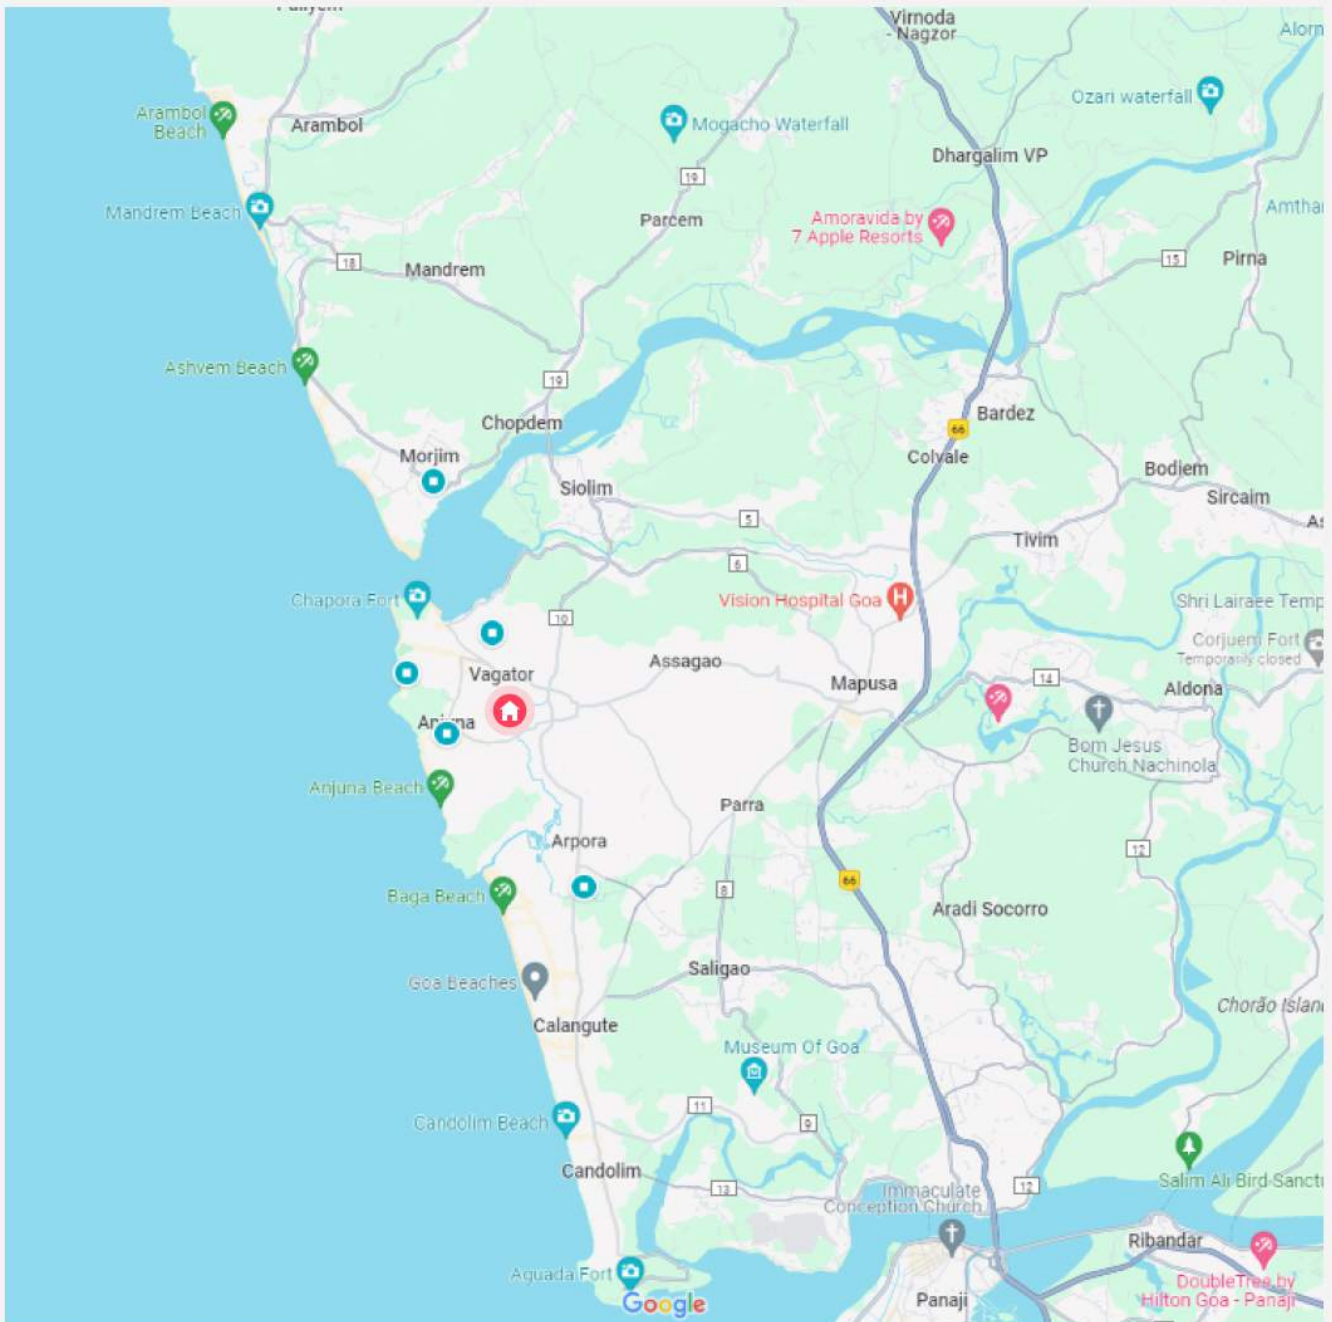 Virnoda
- Nagzor
Alorn
Arambol
Beach
Arambol
Mogacho Waterfall
Ozari waterfall
Dhargalim VP
19
Mandrem Beach
Parcem
Amoravida by
7 Apple Resorts
Amthan
18
Mandrem
15
Pirna
Ashvem Beach
19
Chopdem
Bardez
66
Colvale
Morjim
Siolim
Bodiem
Sircaim
As
5
Tivim
6
Chapora Fort
Vision Hospital Goa
H
Shri Lairaee Temp
10
Corjuem Fort
Temporarily closed
Assagao
Vagator
Mapusa
14
Aldona
Anjuna
Bom Jesus
Church Nachinola
Anjuna Beach
Parra
Arpora
12
Baga Beach
8
66
Aradi Socorro
Saligao
Goa Beaches
Chorão Islan
Calangute
Museum Of Goa
11
Candolim Beach
9
Candolim
13
Immaculate
Conception Church
12
Salim Ali Bird Sanctu
Ribandar
Aguada Fort
Google
Panaji
DoubleTree by
Hilton Goa - Panaji